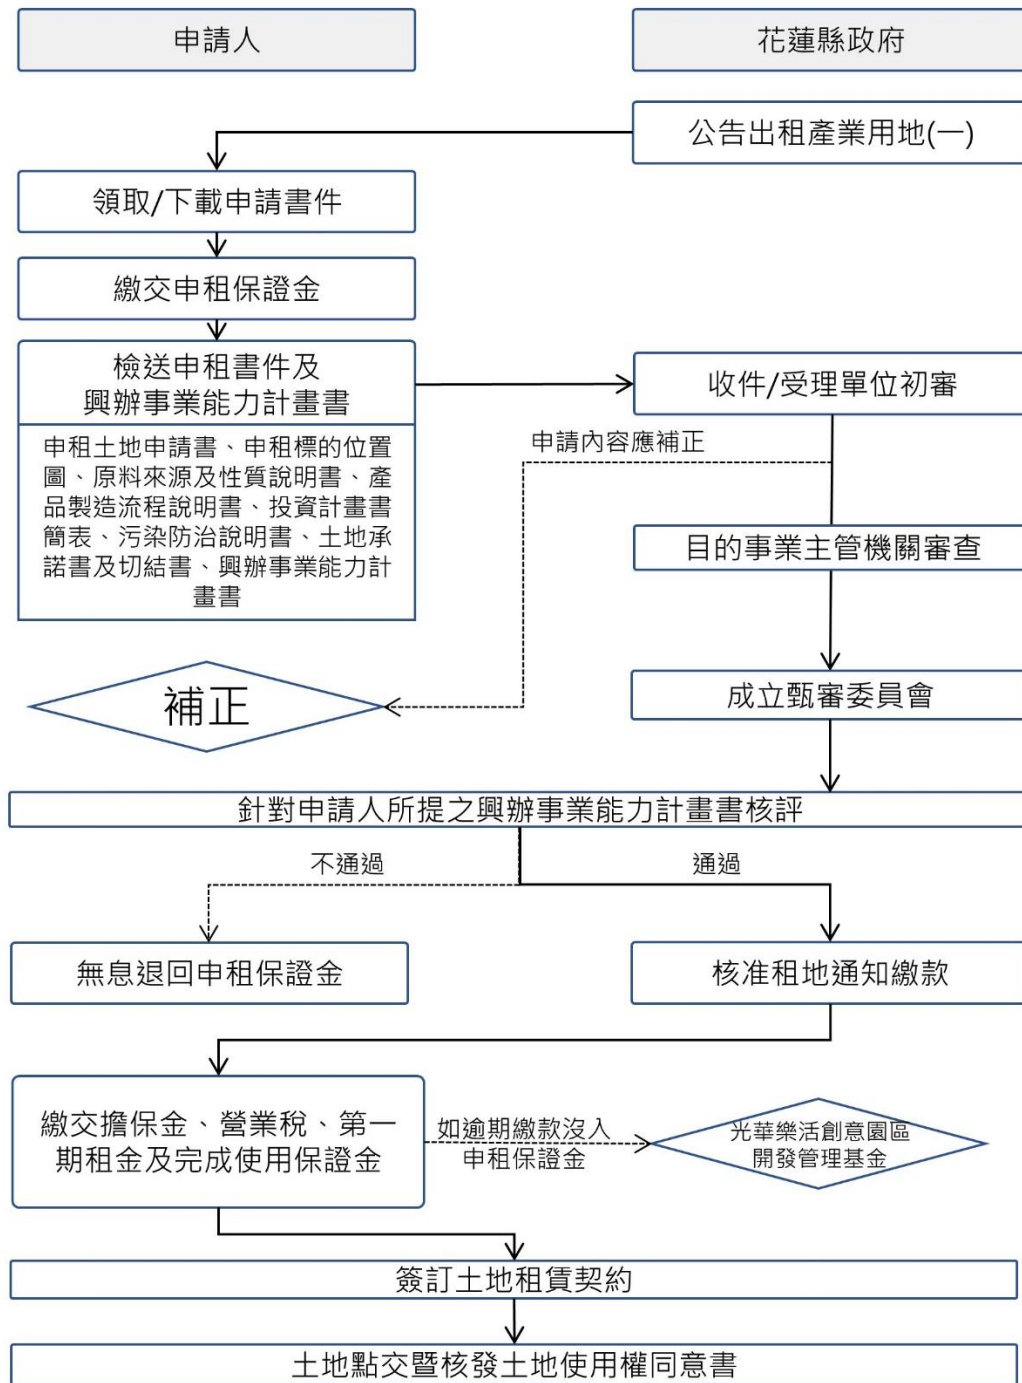 申請人
花蓮縣政府
公告出租產業用地(一)
領取/下載申請書件
繳交申租保證金
檢送申租書件及
興辦事業能力計畫書
申租土地申請書、申租標的位置
圖、原料來源及性質說明書、產
品製造流程說明書、投資計畫書
簡表、污染防治說明書、土地承
諾書及切結書、興辦事業能力計
畫書
收件/受理單位初審
申請內容應補正
目的事業主管機關審查
補正
成立甄審委員會
針對申請人所提之興辦事業能力計畫書核評
不通過
通過
無息退回申租保證金
核准租地通知繳款
繳交擔保金、營業稅、第一
期租金及完成使用保證金
如逾期繳款沒入
申租保證金
光華樂活創意園區
開發管理基金
簽訂土地租賃契約
土地點交暨核發土地使用權同意書